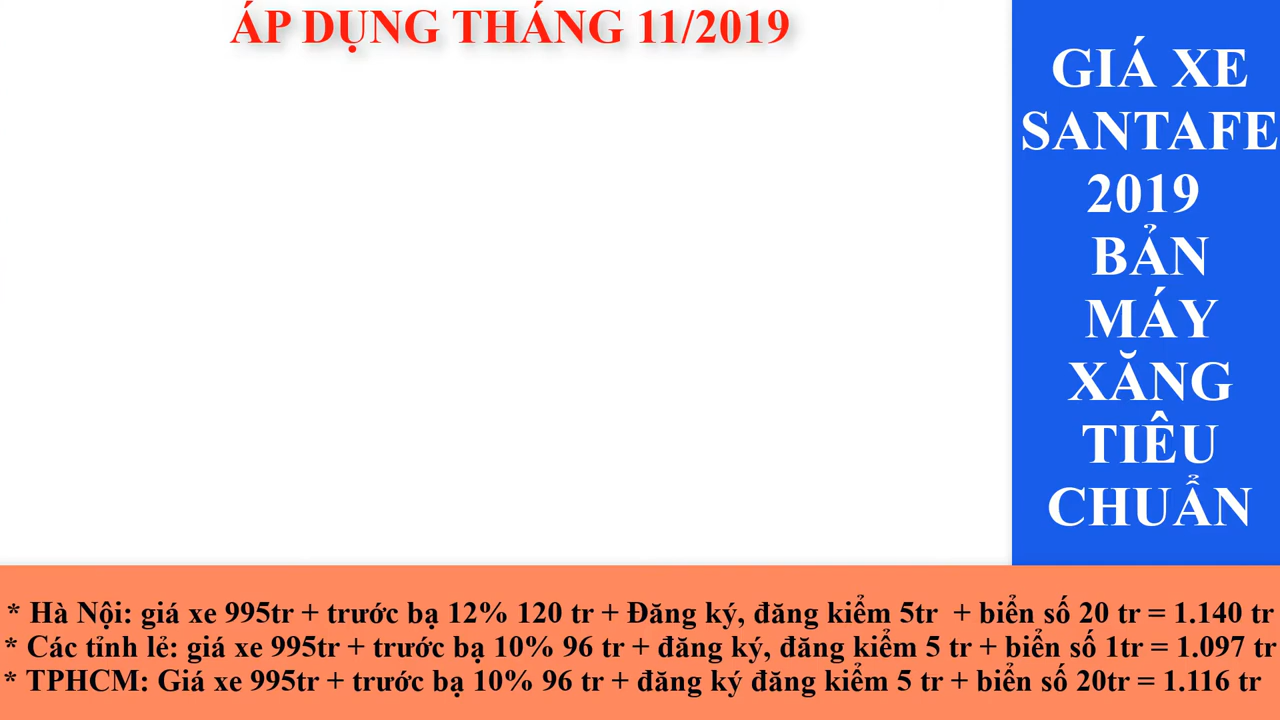 ÁP DỤNG THÁNG 11/2019
GIÁ XE
SANTAFE
2019
BẢN
MÁY
XĂNG
TIÊU
CHUẨN
* Hà Nội: giá xe 995tr + trước bạ 12% 120 tr + Đăng ký, đăng kiểm 5tr + biển số 20 tr = 1.140 tr
* Các tỉnh lẻ: giá xe 995tr + trước bạ 10% 96 tr + đăng ký, đăng kiểm 5 tr + biển số 1tr = 1.097 tr
* TPHCM: Giá xe 995tr + trước bạ 10% 96 tr + đăng ký đăng kiểm 5 tr + biển số 20tr = 1.116 tr